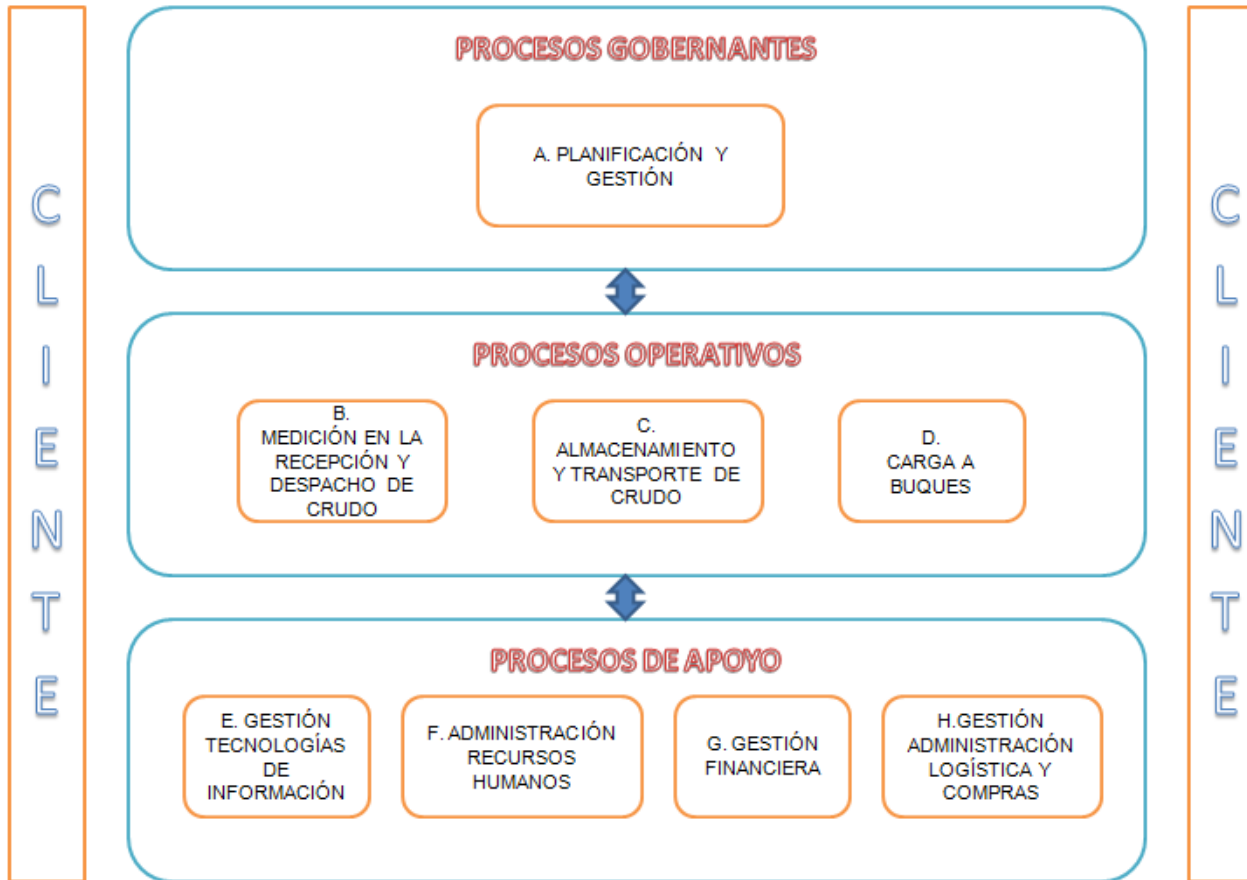 C
L
I
E
N
T
E
PROCESOS GOBERNANTES
A. PLANIFICACIÓN Y
GESTIÓN
PROCESOS OPERATIVOS
B.
MEDICIÓN EN LA
RECEPCIÓN Y
DESPACHO DE
CRUDO
C.
ALMACENAMIENTO
Y TRANSPORTE DE
CRUDO
D.
CARGA A
BUQUES
PROCESOS DE APOYO
E. GESTIÓN
TECNOLOGÍAS
DE
INFORMACIÓN
F. ADMINISTRACIÓN
RECURSOS
HUMANOS
G. GESTIÓN
FINANCIERA
H.GESTIÓN
ADMINISTRACIÓN
LOGÍSTICA Y
COMPRAS
C
L
I
E
N
T
E